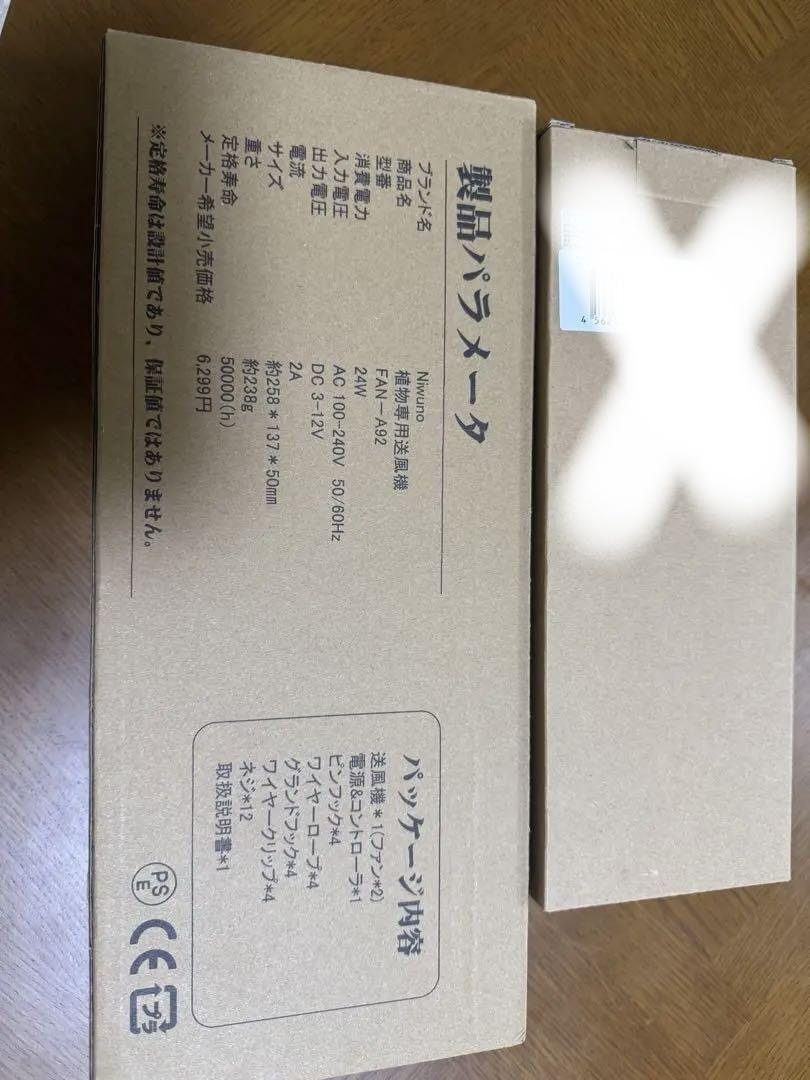 製品パラメータ
ブランド名 Niwuno
商品名 植物専用送風機
型番 FAN-A92
消費電力 24W
入力電圧 AC 100-240V 50/60Hz
出力電圧 DC 3-12V
電流 2A
サイズ 約258*137*50mm
重さ 約238g
定格寿命 50000(h)
メーカー希望小売価格 6,299円
※定格寿命は設計値であり、保証値ではありません。
パッケージ内容
送風機*1(ファン*2)
電源&コントローラ*1
ピンフック*4
ワイヤーロープ*4
グランドフック*4
ワイヤークリップ*4
ネジ*12
取扱説明書*1
PS
E
CE
プラ